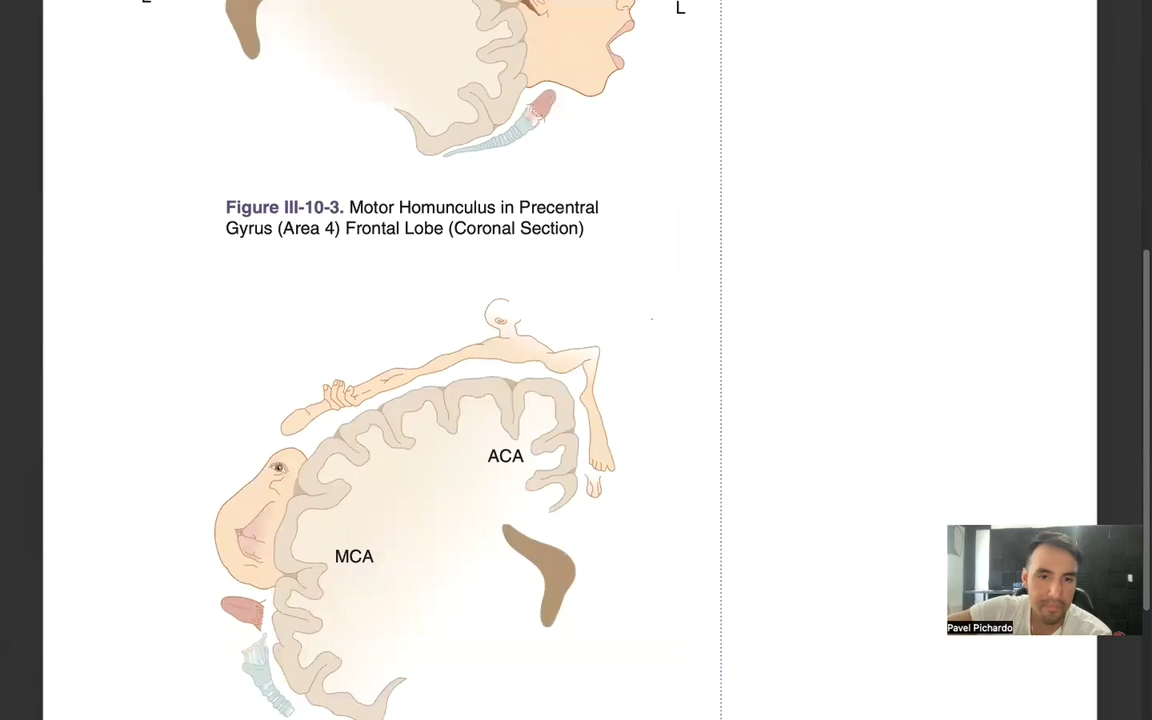 L
Figure III-10-3. Motor Homunculus in Precentral
Gyrus (Area 4) Frontal Lobe (Coronal Section)
ACA
MCA
Pavel Pichardo